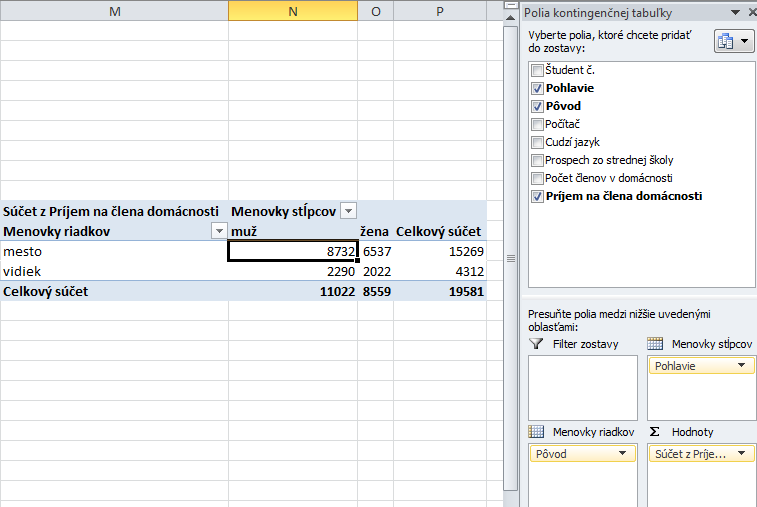 M N O P
Súčet z Príjem na člena domácnosti Menovky stĺpcov
Menovky riadkov muž žena Celkový súčet
mesto 8732 6537 15269
vidiek 2290 2022 4312
Celkový súčet 11022 8559 19581
Polia kontingenčnej tabuľky
Vyberte polia, ktoré chcete pridať
do zostavy:
Študent č.
Pohlavie
Pôvod
Počítač
Cudzí jazyk
Prospech zo strednej školy
Počet členov v domácnosti
Príjem na člena domácnosti
Presuňte polia medzi nižšie uvedenými
oblasťami:
Filter zostavy Menovky stĺpcov
Pohlavie
Menovky riadkov Σ Hodnoty
Pôvod Súčet z Príje...